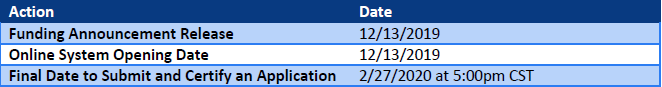 Action Date
Funding Announcement Release 12/13/2019
Online System Opening Date 12/13/2019
Final Date to Submit and Certify an Application 2/27/2020 at 5:00pm CST